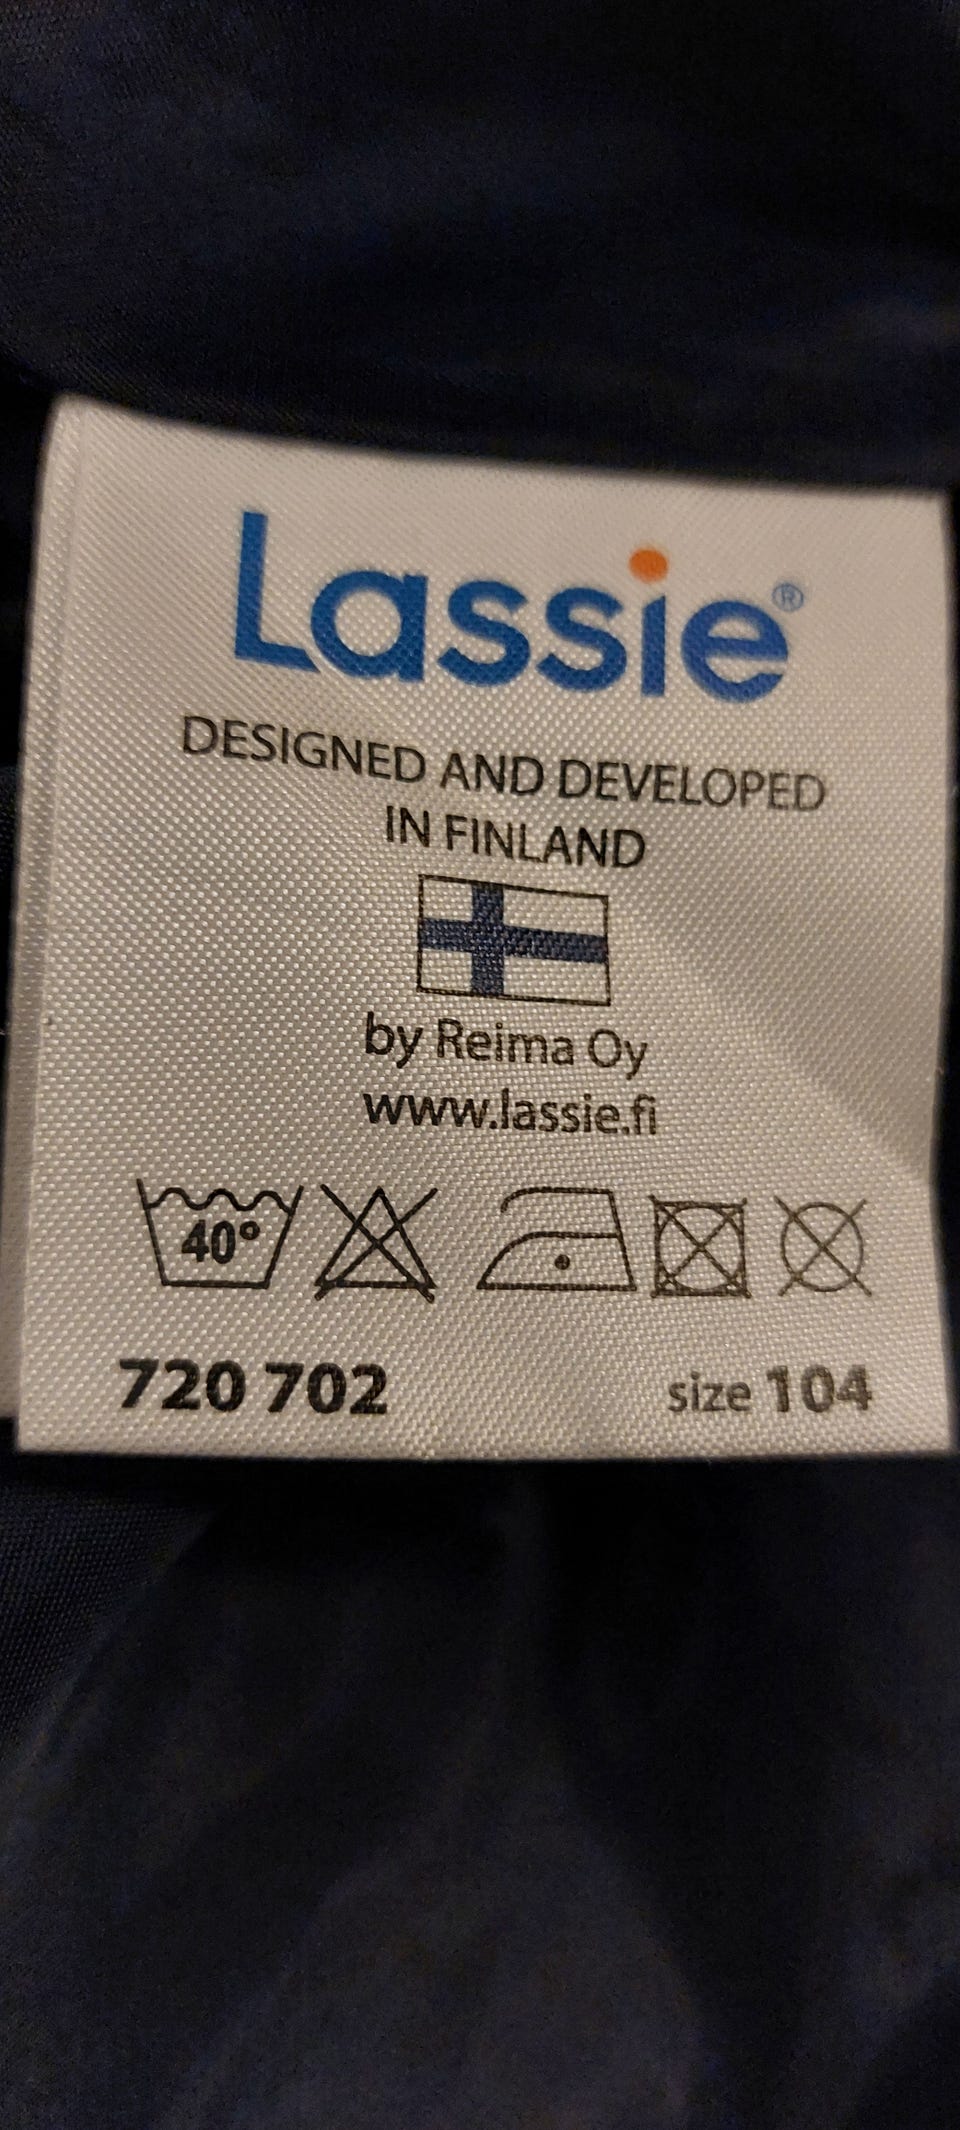 Lassie®
DESIGNED AND DEVELOPED
IN FINLAND
by Reima Oy
www.lassie.fi
40°
720 702 size 104